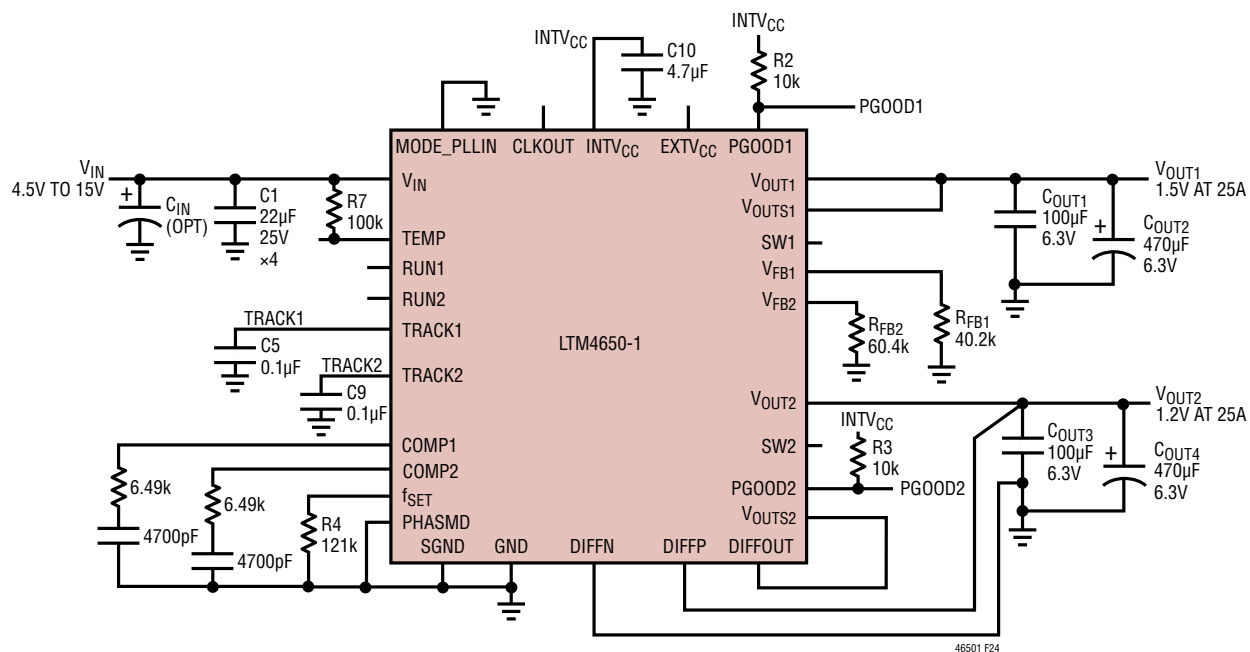 INTVCC
INTVCC
C10
4.7µF
R2
10k
PGOOD1
MODE_PLLIN CLKOUT INTVCC EXTVCC PGOOD1
VIN
4.5V TO 15V
CIN
(OPT)
C1
22µF
25V
×4
R7
100k
VIN
TEMP
RUN1
RUN2
TRACK1
TRACK1
C5
0.1µF
TRACK2
TRACK2
C9
0.1µF
COMP1
COMP2
fSET
PHASMD
6.49k
4700pF
6.49k
4700pF
R4
121k
LTM4650-1
VOUT1
VOUTS1
SW1
VFB1
VFB2
VOUT2
SW2
PGOOD2
VOUTS2
SGND GND DIFFN DIFFP DIFFOUT
VOUT1
1.5V AT 25A
COUT1
100µF
6.3V
COUT2
470µF
6.3V
RFB2
60.4k
RFB1
40.2k
VOUT2
1.2V AT 25A
INTVCC
R3
10k
PGOOD2
COUT3
100µF
6.3V
COUT4
470µF
6.3V
46501 F24
+
+
+